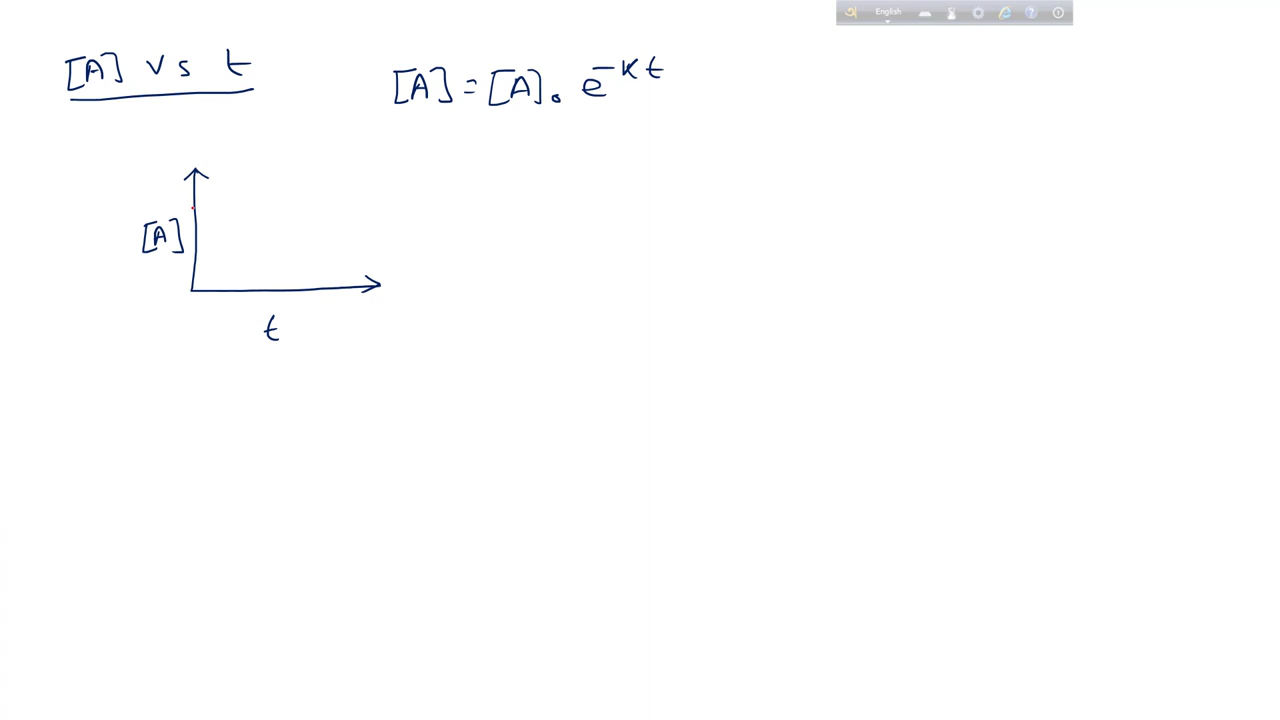 [A] vs t
[A] = [A]₀ e^{-kt}
[A]
t
অ English